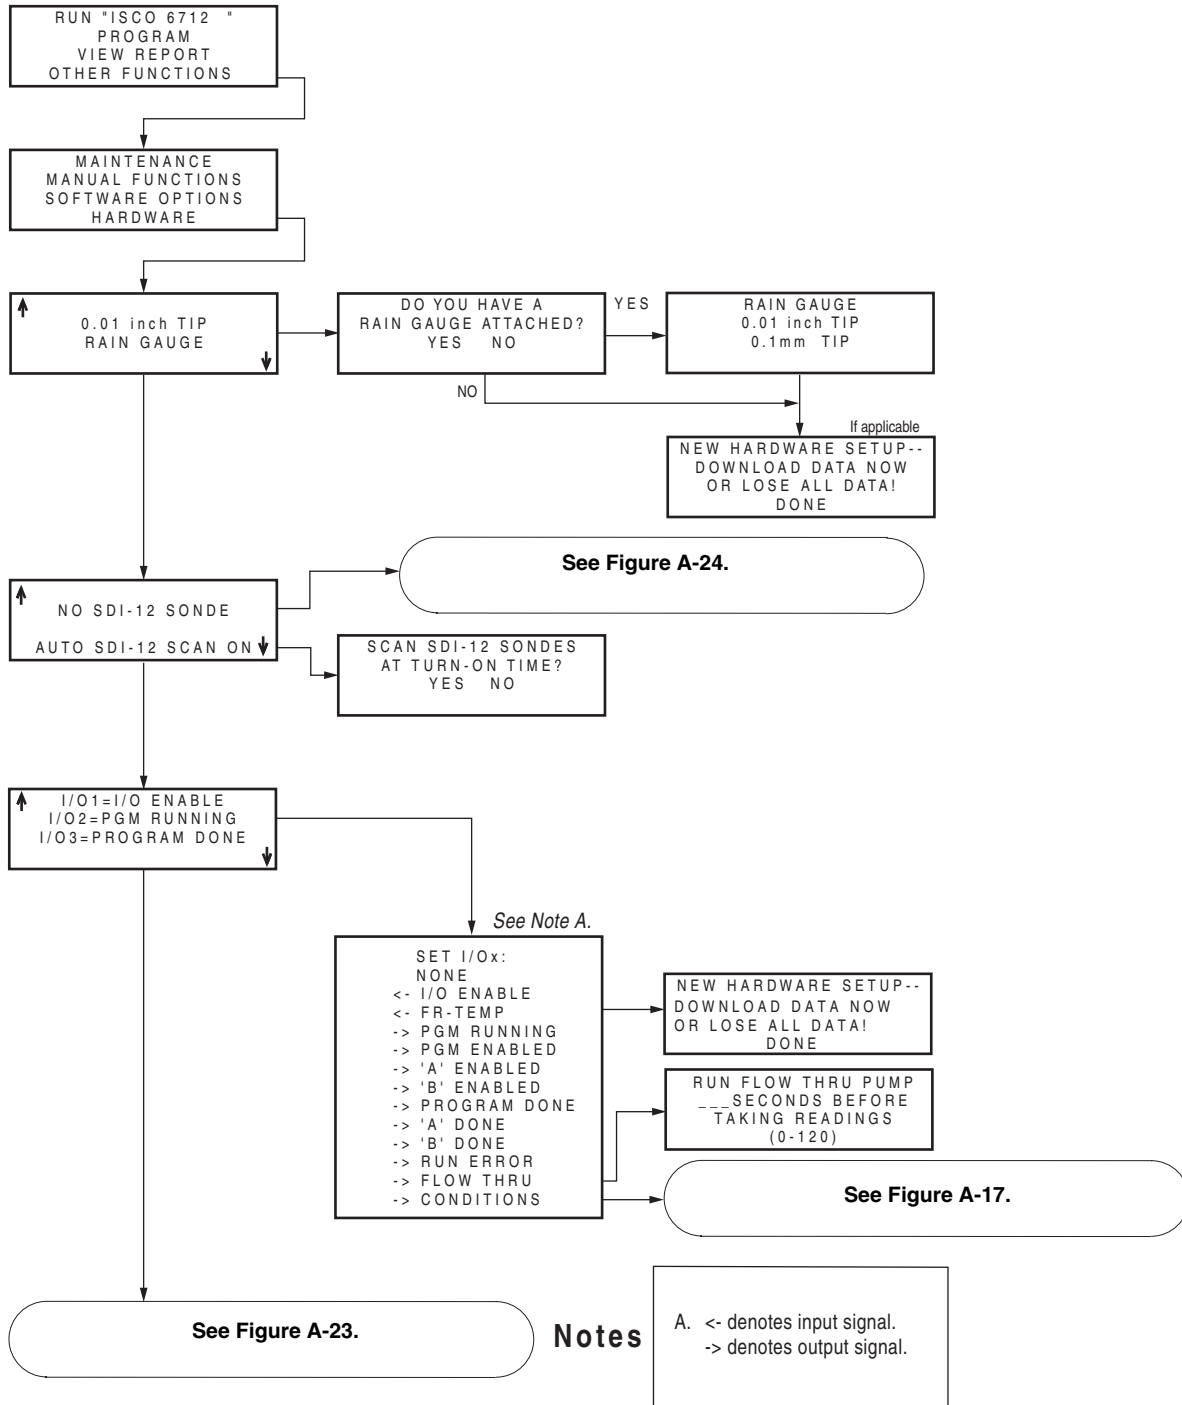 RUN "ISCO 6712 "
PROGRAM
VIEW REPORT
OTHER FUNCTIONS
MAINTENANCE
MANUAL FUNCTIONS
SOFTWARE OPTIONS
HARDWARE
0.01 inch TIP
RAIN GAUGE
DO YOU HAVE A
RAIN GAUGE ATTACHED?
YES NO
YES
RAIN GAUGE
0.01 inch TIP
0.1mm TIP
NO
If applicable
NEW HARDWARE SETUP--
DOWNLOAD DATA NOW
OR LOSE ALL DATA!
DONE
See Figure A-24.
NO SDI-12 SONDE
AUTO SDI-12 SCAN ON
SCAN SDI-12 SONDES
AT TURN-ON TIME?
YES NO
I/O1=I/O ENABLE
I/O2=PGM RUNNING
I/O3=PROGRAM DONE
See Note A.
SET I/Ox:
NONE
<- I/O ENABLE
<- FR-TEMP
-> PGM RUNNING
-> PGM ENABLED
-> 'A' ENABLED
-> 'B' ENABLED
-> PROGRAM DONE
-> 'A' DONE
-> 'B' DONE
-> RUN ERROR
-> FLOW THRU
-> CONDITIONS
NEW HARDWARE SETUP--
DOWNLOAD DATA NOW
OR LOSE ALL DATA!
DONE
RUN FLOW THRU PUMP
___SECONDS BEFORE
TAKING READINGS
(0-120)
See Figure A-17.
See Figure A-23.
Notes
A. <- denotes input signal.
-> denotes output signal.